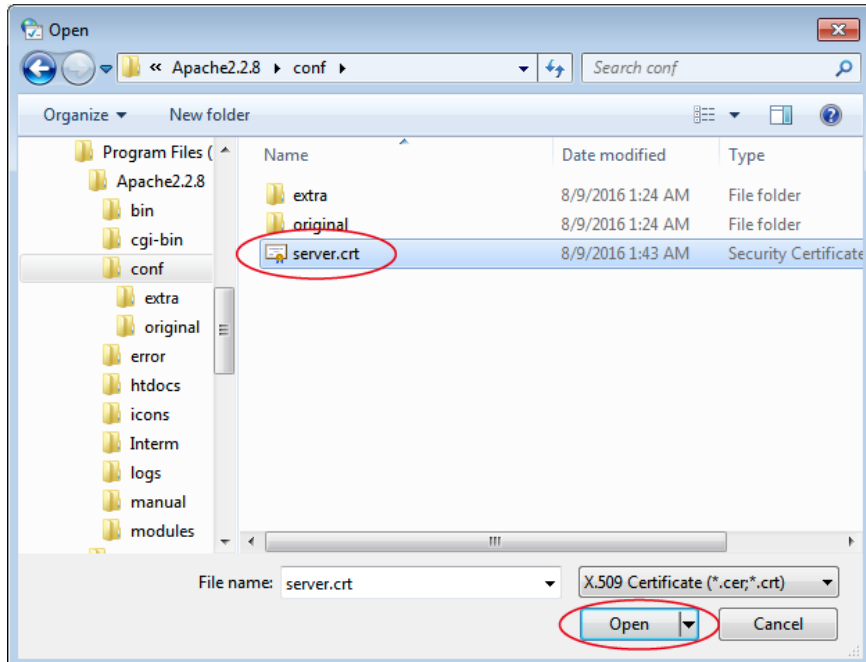 Open
« Apache2.2.8 conf Search conf
Organize New folder
Program Files (
Apache2.2.8
bin
cgi-bin
conf
extra
original
error
htdocs
icons
Interm
logs
manual
modules
Name Date modified Type
extra 8/9/2016 1:24 AM File folder
original 8/9/2016 1:24 AM File folder
server.crt 8/9/2016 1:43 AM Security Certificate
File name: server.crt X.509 Certificate (*.cer;*.crt)
Open Cancel